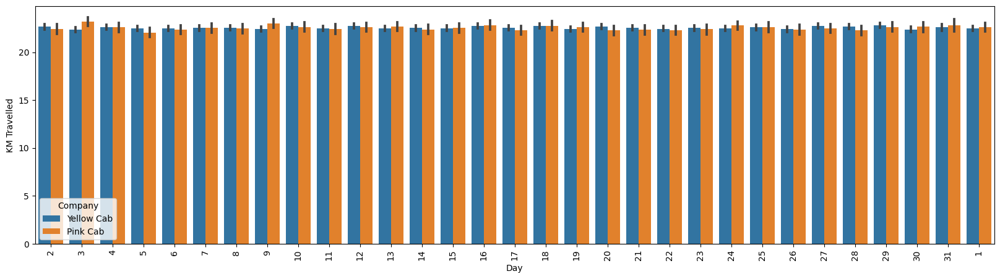 KM Travelled
20
15
10
5
0
Company
Yellow Cab
Pink Cab
2 3 4 5 6 7 8 9 10 11 12 13 14 15 16 17 18 19 20 21 22 23 24 25 26 27 28 29 30 31 1
Day